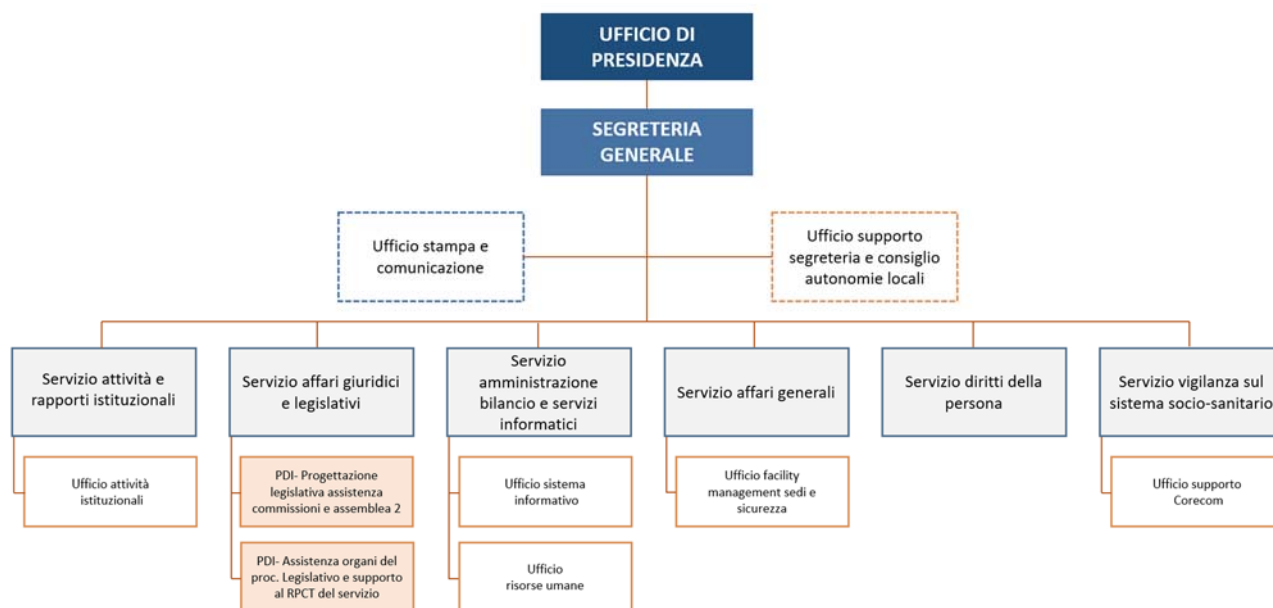 UFFICIO DI
PRESIDENZA
SEGRETERIA
GENERALE
Ufficio stampa e
comunicazione
Ufficio supporto
segreteria e consiglio
autonomie locali
Servizio attività e
rapporti istituzionali
Servizio affari giuridici
e legislativi
Servizio
amministrazione
bilancio e servizi
informatici
Servizio affari generali
Servizio diritti della
persona
Servizio vigilanza sul
sistema socio-sanitario
Ufficio attività
istituzionali
PDI- Progettazione
legislativa assistenza
commissioni e assemblea 2
Ufficio sistema
informativo
Ufficio facility
management sedi e
sicurezza
Ufficio supporto
Corecom
PDI- Assistenza organi del
proc. Legislativo e supporto
al RPCT del servizio
Ufficio
risorse umane